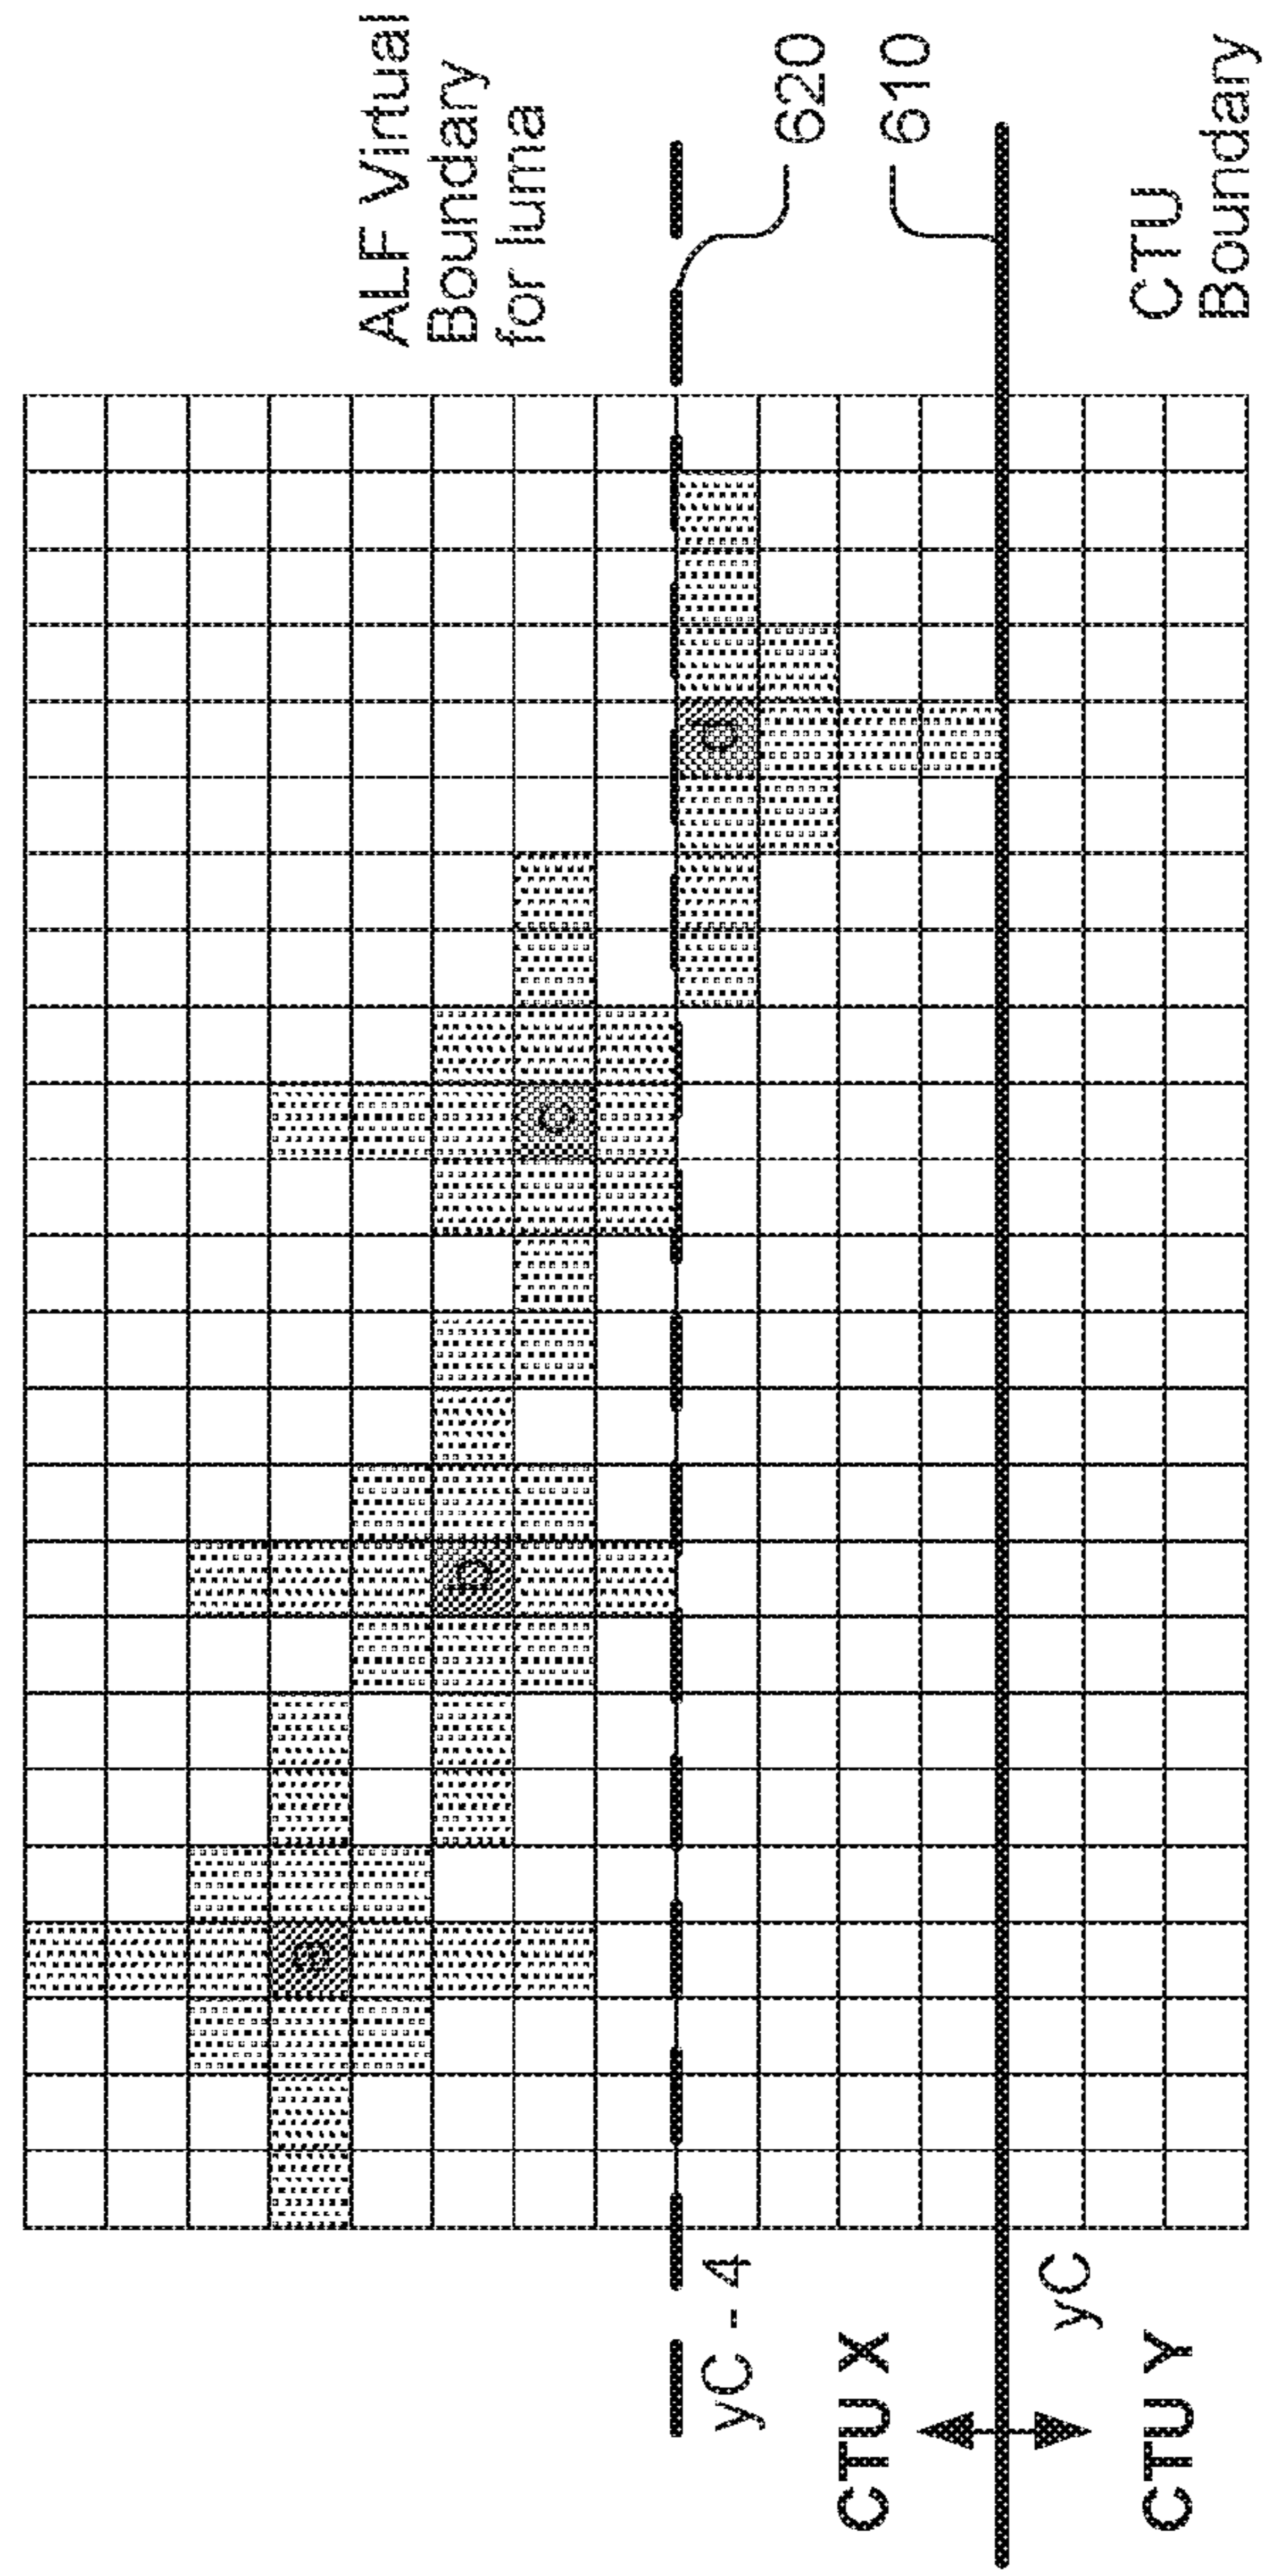 ALF Virtual
Boundary
for luma
620
610
CTU
Boundary
yC - 4
CTU X
yC
CTU Y